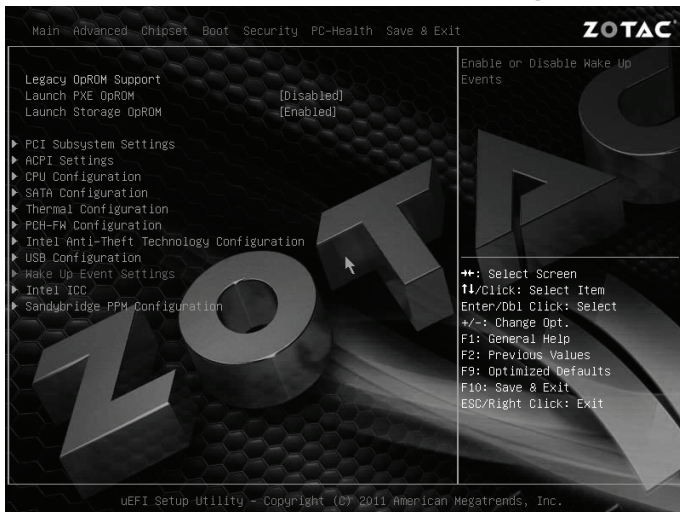 Main Advanced Chipset Boot Security PC-Health Save & Exit
ZOTAC
Legacy OpROM Support
Launch PXE OpROM [Disabled]
Launch Storage OpROM [Enabled]
PCI Subsystem Settings
ACPI Settings
CPU Configuration
SATA Configuration
Thermal Configuration
PCH-FW Configuration
Intel Anti-Theft Technology Configuration
USB Configuration
Wake Up Event Settings
Intel ICC
Sandybridge PPM Configuration
Enable or Disable Wake Up
Events
→←: Select Screen
↑↓/Click: Select Item
Enter/Dbl Click: Select
+/-: Change Opt.
F1: General Help
F2: Previous Values
F9: Optimized Defaults
F10: Save & Exit
ESC/Right Click: Exit
ZOTAC
uEFI Setup Utility - Copyright (C) 2011 American Megatrends, Inc.